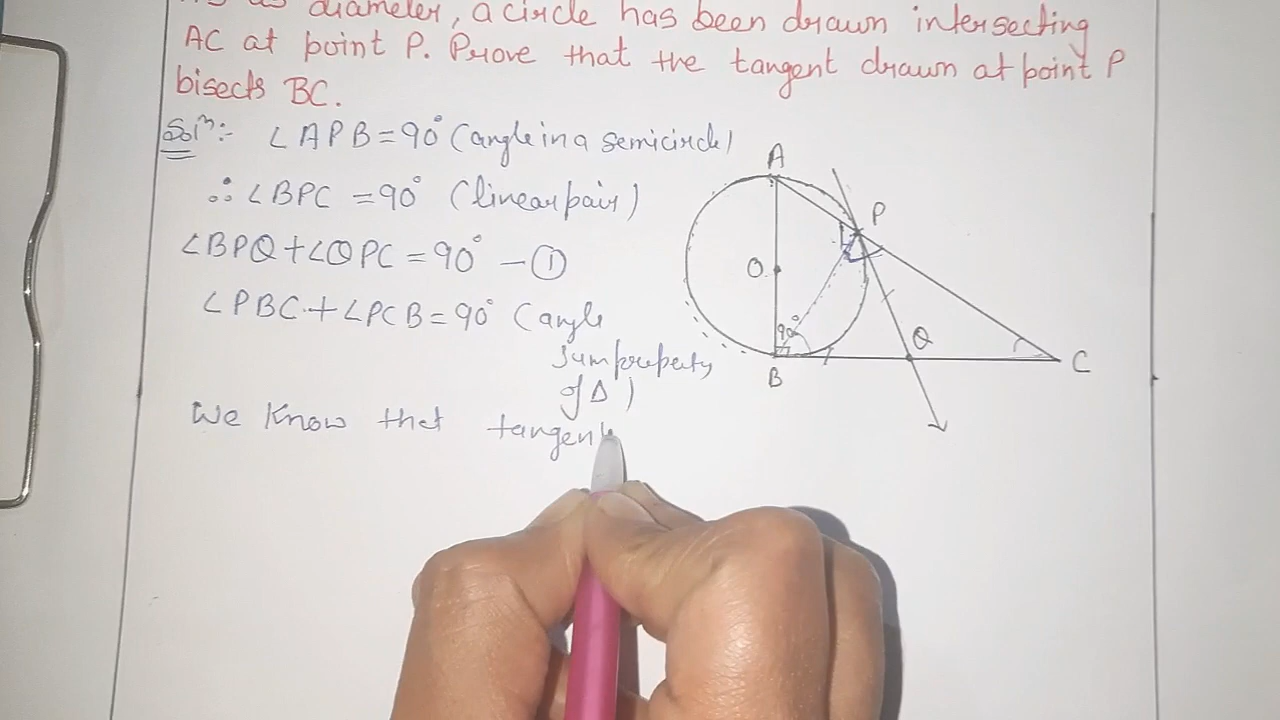 as diameter, a circle has been drawn intersecting
AC at point P. Prove that the tangent drawn at point P
bisects BC.
Solⁿ:- ∠APB = 90° (angle in a semicircle)
∴ ∠BPC = 90° (linear pair)
∠BPQ + ∠QPC = 90° — ①
∠PBC + ∠PCB = 90° (angle
sum property
of Δ)
We know that tangent
A
P
O
90°
Q
B
C